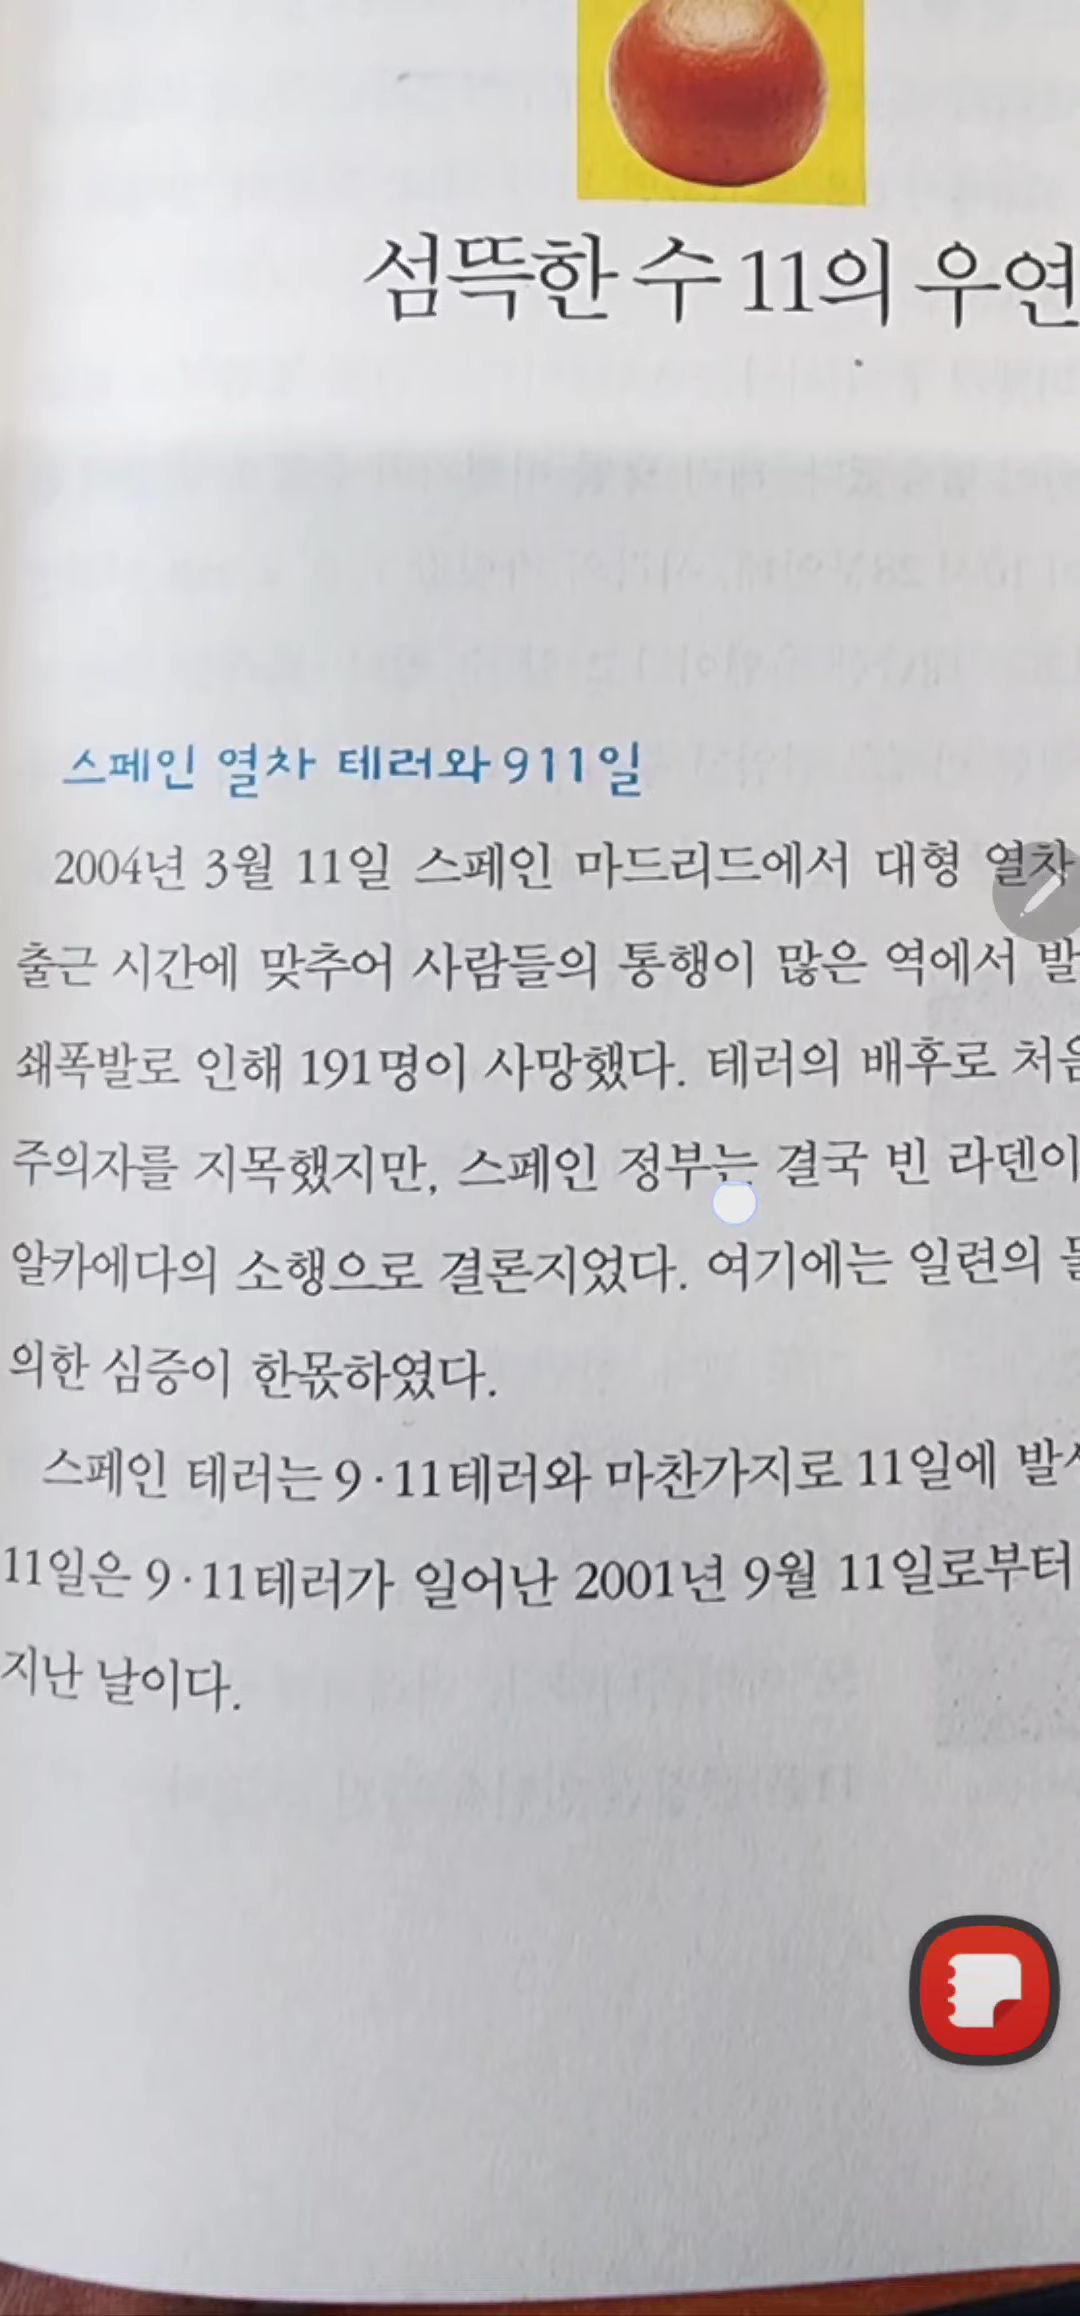 섬뜩한 수 11의 우연
스페인 열차 테러와 911일
2004년 3월 11일 스페인 마드리드에서 대형 열차
출근 시간에 맞추어 사람들의 통행이 많은 역에서
쇄폭발로 인해 191명이 사망했다. 테러의 배후로
주의자를 지목했지만, 스페인 정부는 결국 빈 라덴이
알카에다의 소행으로 결론지었다. 여기에는 일련의
의한 심증이 한몫하였다.
스페인 테러는 9·11테러와 마찬가지로 11일에
11일은 9·11테러가 일어난 2001년 9월 11일로부터
지난 날이다.